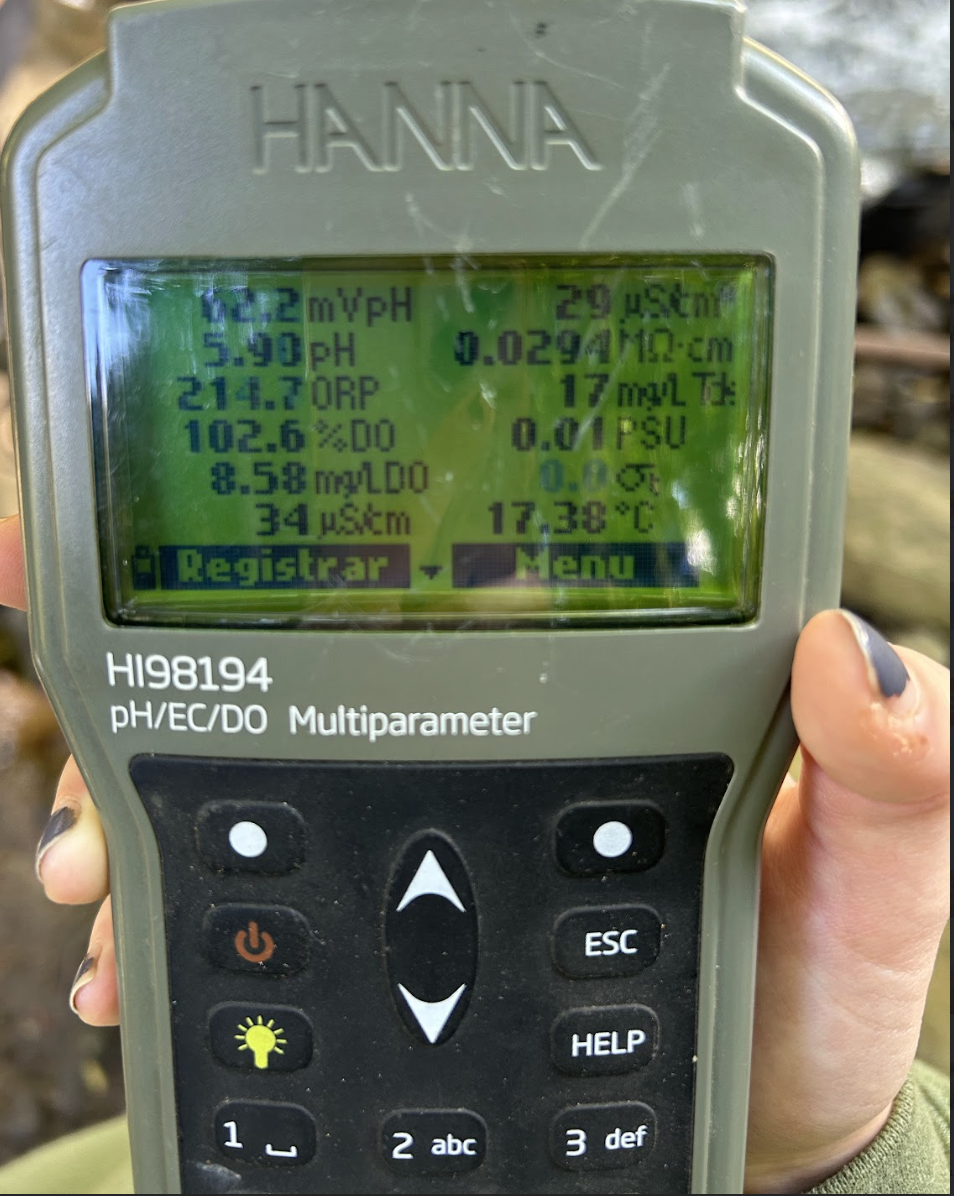 HANNA
62.2 mVpH 29 µS/cmᴬ
5.90 pH 0.0294 MΩ·cm
214.7 ORP 17 mg/L Tds
102.6 %DO 0.01 PSU
8.58 mg/LDO 0.0 σt
34 µS/cm 17.38 °C
Registrar Menu
HI98194
pH/EC/DO Multiparameter
ESC
HELP
1 2 abc 3 def